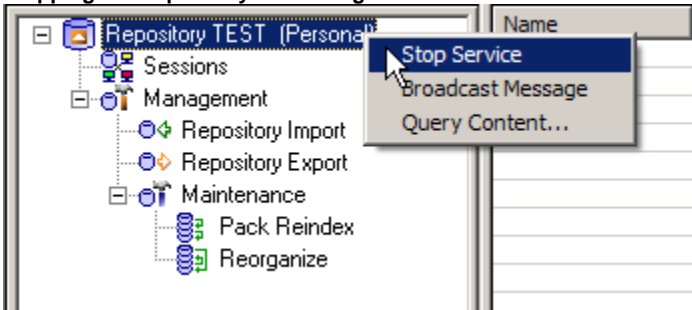 Repository TEST (Personal)
Name
Stop Service
Sessions
Broadcast Message
Management
Query Content...
Repository Import
Repository Export
Maintenance
Pack Reindex
Reorganize